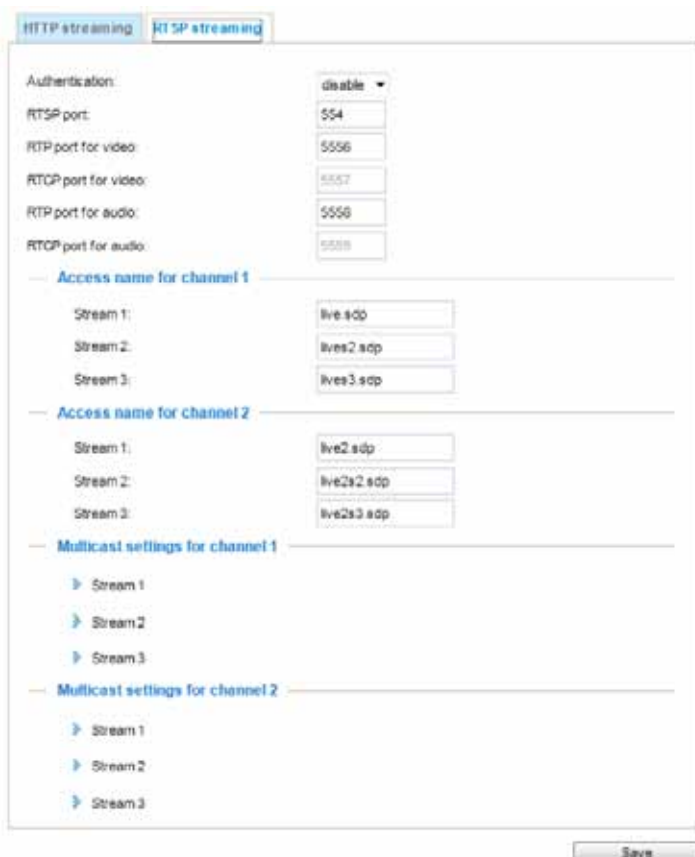 HTTP streaming RTSP streaming
Authentication: disable
RTSP port: 554
RTP port for video: 5556
RTCP port for video: 5557
RTP port for audio: 5558
RTCP port for audio: 5559
Access name for channel 1
Stream 1: live.sdp
Stream 2: lives2.sdp
Stream 3: lives3.sdp
Access name for channel 2
Stream 1: live2.sdp
Stream 2: live2s2.sdp
Stream 3: live2s3.sdp
Multicast settings for channel 1
Stream 1
Stream 2
Stream 3
Multicast settings for channel 2
Stream 1
Stream 2
Stream 3
Save